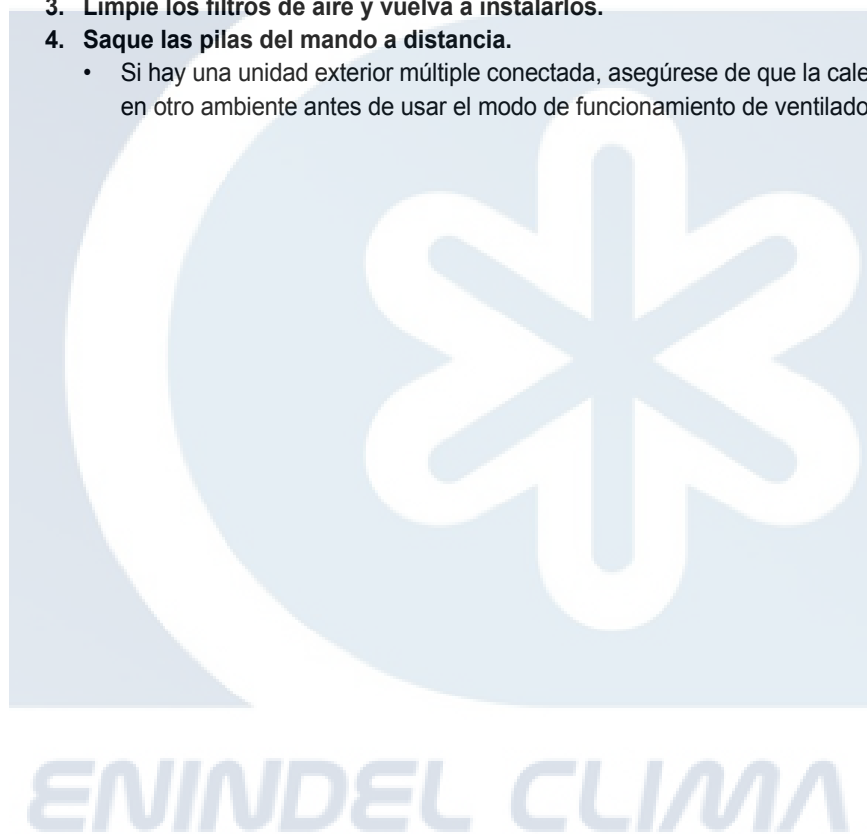 3. Limpie los filtros de aire y vuelva a instalarlos.
4. Saque las pilas del mando a distancia.
• Si hay una unidad exterior múltiple conectada, asegúrese de que la cale
en otro ambiente antes de usar el modo de funcionamiento de ventilado
ENINDEL CLIMA